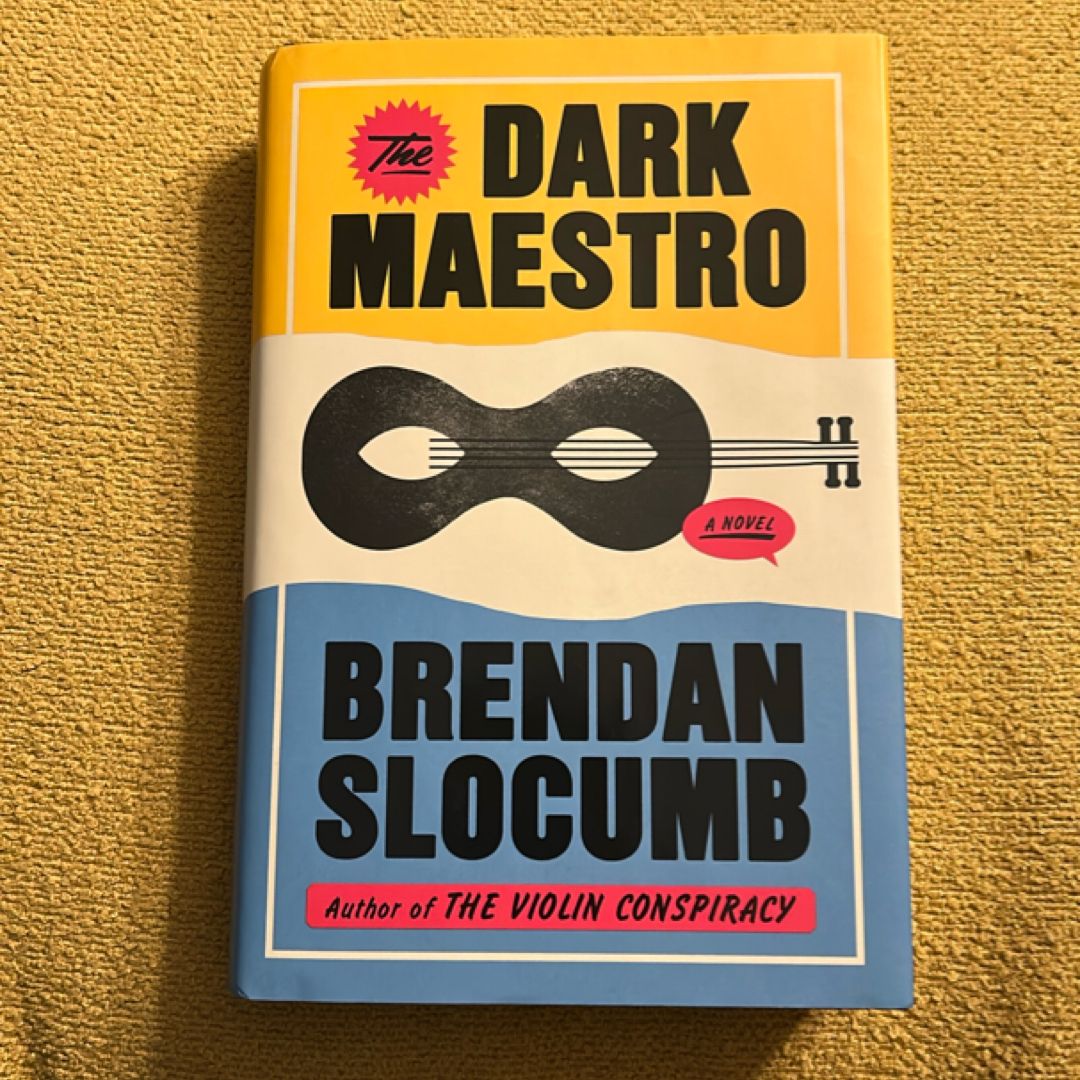 The DARK
MAESTRO
A NOVEL
BRENDAN
SLOCUMB
Author of THE VIOLIN CONSPIRACY